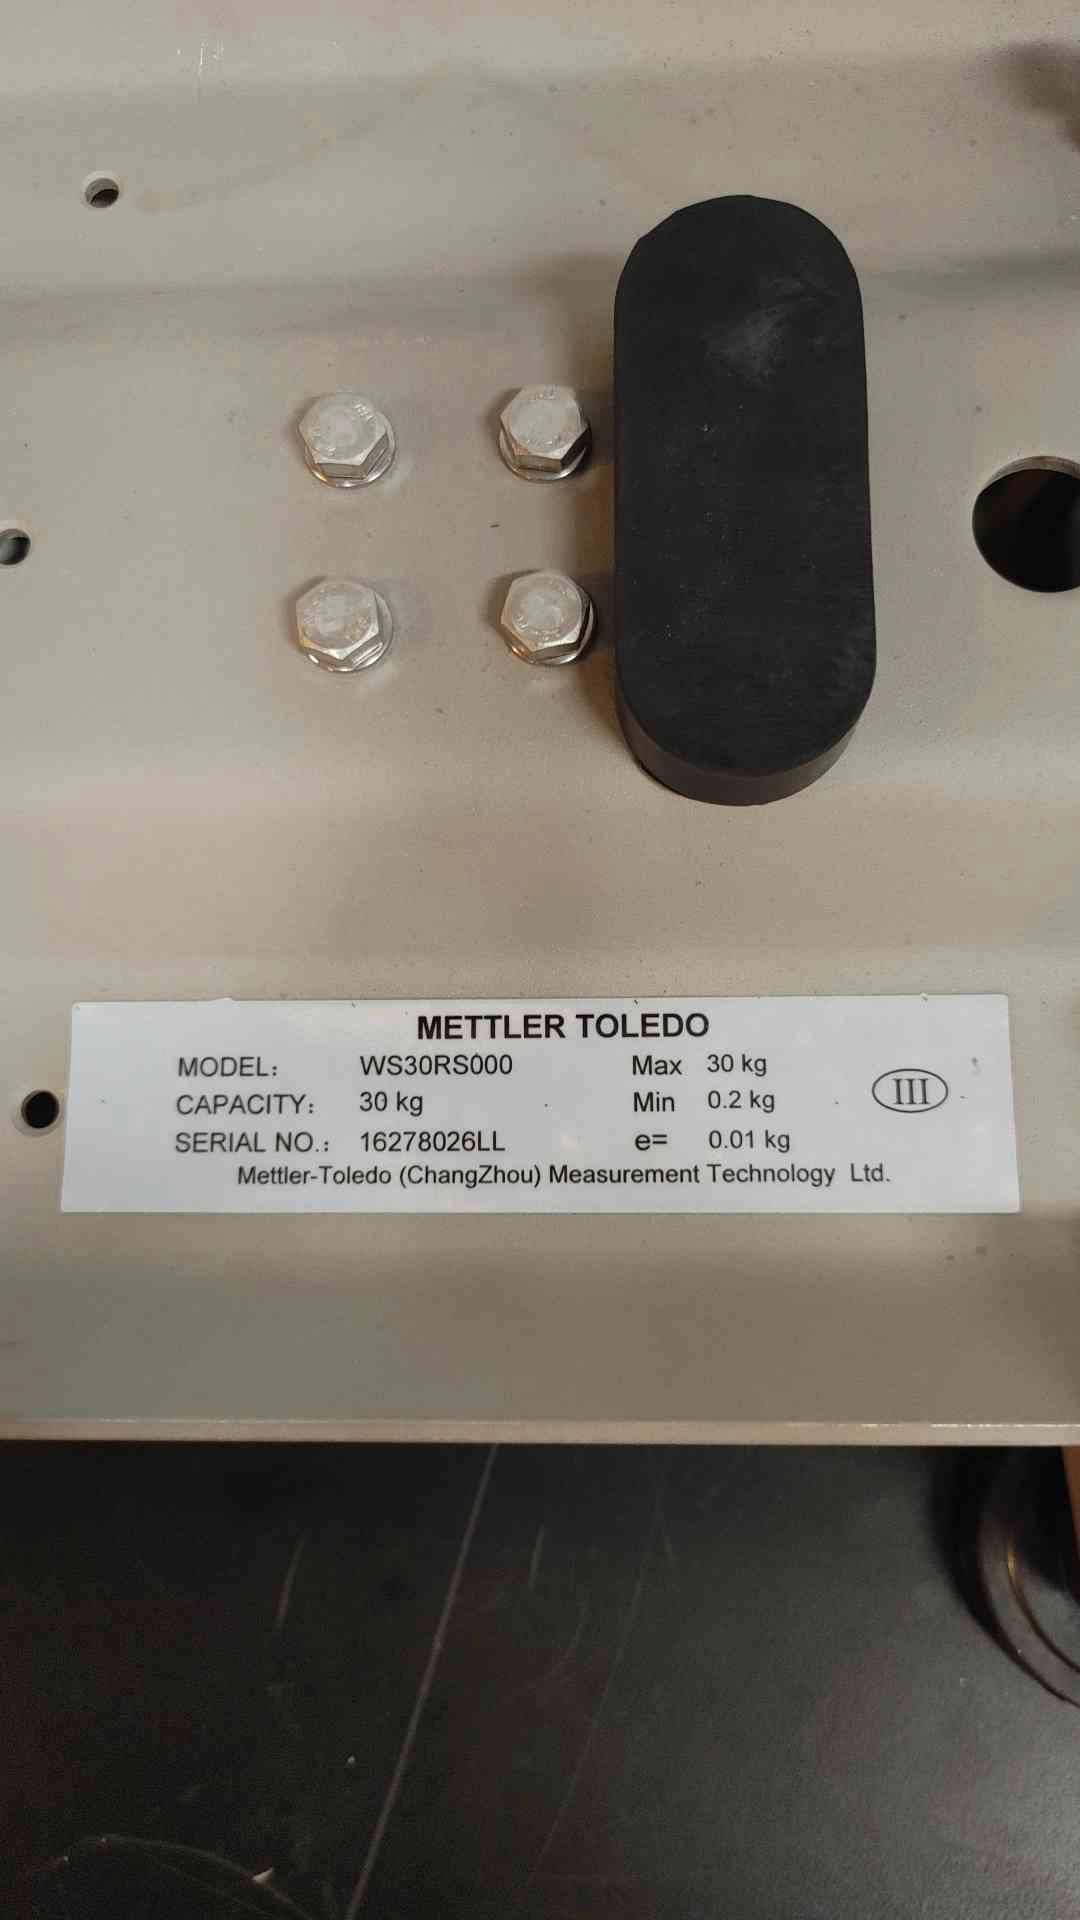 METTLER TOLEDO
MODEL: WS30RS000 Max 30 kg
CAPACITY: 30 kg Min 0.2 kg
SERIAL NO.: 16278026LL e= 0.01 kg
III
Mettler-Toledo (ChangZhou) Measurement Technology Ltd.